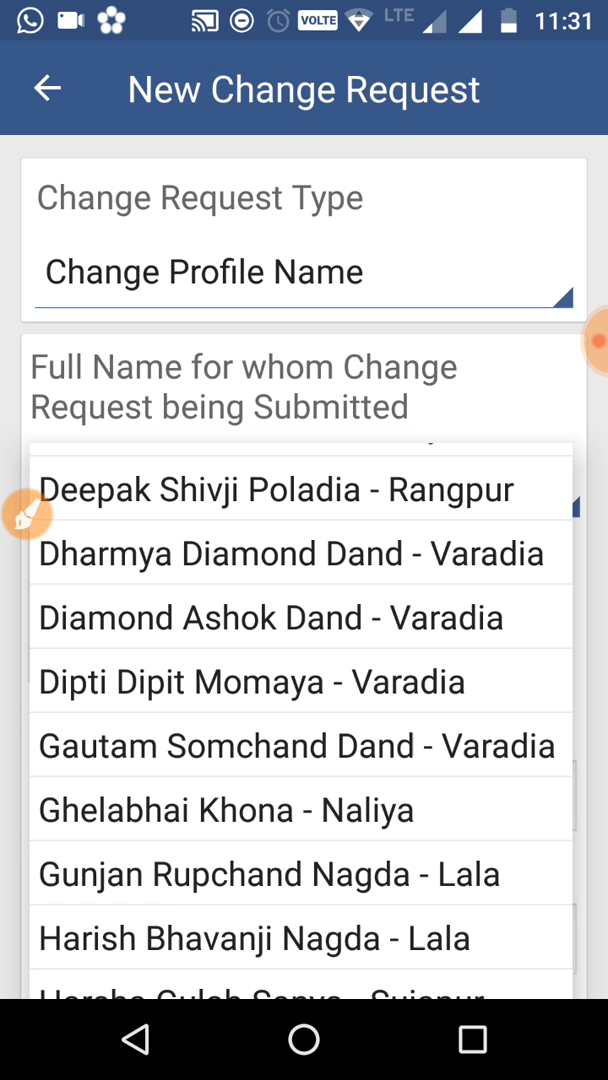 VOLTE LTE 11:31
New Change Request
Change Request Type
Change Profile Name
Full Name for whom Change
Request being Submitted
Deepak Shivji Poladia - Rangpur
Dharmya Diamond Dand - Varadia
Diamond Ashok Dand - Varadia
Dipti Dipit Momaya - Varadia
Gautam Somchand Dand - Varadia
Ghelabhai Khona - Naliya
Gunjan Rupchand Nagda - Lala
Harish Bhavanji Nagda - Lala